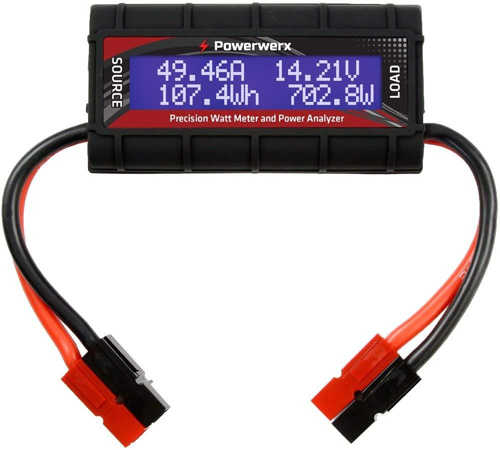 Powerwerx
SOURCE
49.46A 14.21V
107.4Wh 702.8W
LOAD
Precision Watt Meter and Power Analyzer